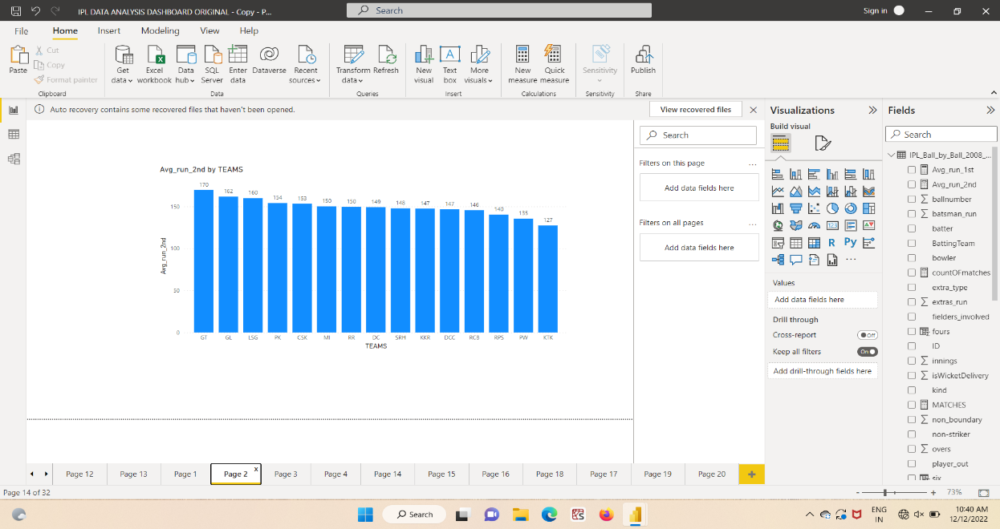 IPL DATA ANALYSIS DASHBOARD ORIGINAL - Copy - P...
Search
Sign in
File
Home
Insert
Modeling
View
Help
Paste
Cut
Copy
Format painter
Clipboard
Get
data
Excel
workbook
Data
hub
SQL
Server
Enter
data
Dataverse
Recent
sources
Data
Transform
data
Refresh
Queries
New
visual
Text
box
More
visuals
Insert
New
measure
Quick
measure
Calculations
Sensitivity
Sensitivity
Publish
Share
Auto recovery contains some recovered files that haven't been opened.
View recovered files
Avg_run_2nd by TEAMS
170
162
160
154
153
150
150
149
148
147
147
146
140
135
127
Avg_run_2nd
150
100
50
0
GT
GL
LSG
PK
CSK
MI
RR
DC
SRH
KKR
DCC
RCB
RPS
PW
KTK
TEAMS
Search
Filters on this page
...
Add data fields here
Filters on all pages
...
Add data fields here
Visualizations
Build visual
123
R
Py
...
Values
Add data fields here
Drill through
Cross-report
Off
Keep all filters
On
Add drill-through fields here
Fields
Search
IPL_Ball_by_Ball_2008_...
Avg_run_1st
Avg_run_2nd
ballnumber
batsman_run
batter
BattingTeam
bowler
countOFmatches
extra_type
extras_run
fielders_involved
fours
ID
innings
isWicketDelivery
kind
MATCHES
non_boundary
non-striker
overs
player_out
six
Page 12
Page 13
Page 1
Page 2
x
Page 3
Page 4
Page 14
Page 15
Page 16
Page 18
Page 17
Page 19
Page 20
+
Page 14 of 32
-
+
73%
Search
ENG
IN
10:40 AM
12/12/2022